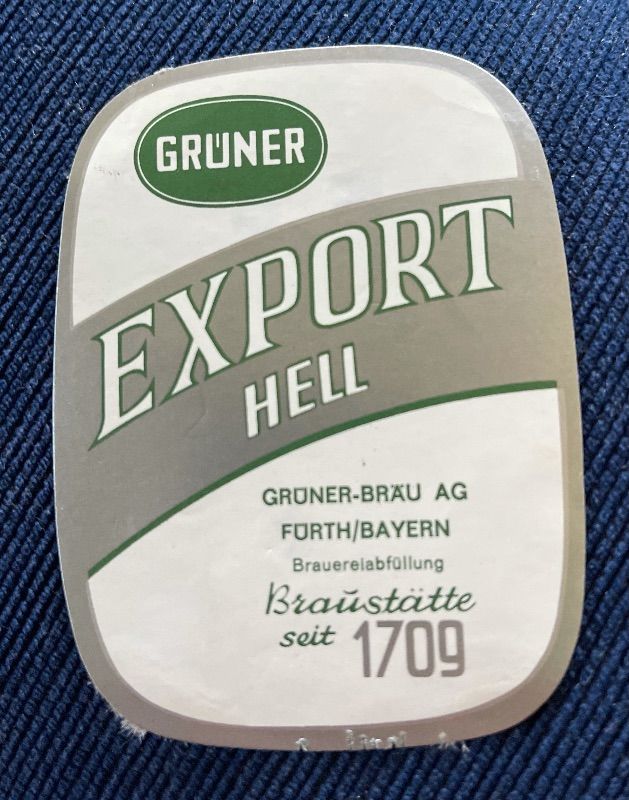 GRÜNER
EXPORT
HELL
GRÜNER-BRÄU AG
FÜRTH/BAYERN
Brauereiabfüllung
Braustätte
seit 1709